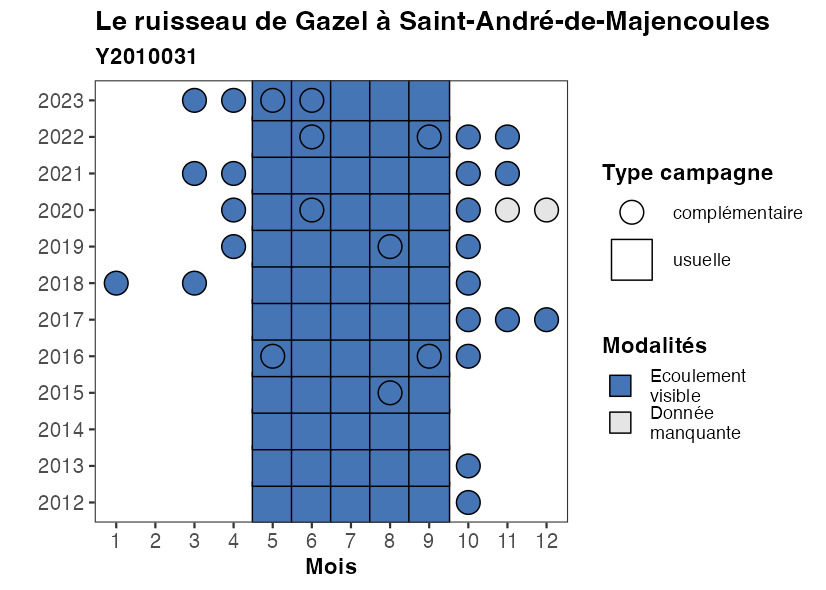 Le ruisseau de Gazel à Saint-André-de-Majencoules
Y2010031
2023
2022
2021
2020
2019
2018
2017
2016
2015
2014
2013
2012
1 2 3 4 5 6 7 8 9 10 11 12
Mois
Type campagne
complémentaire
usuelle
Modalités
Ecoulement
visible
Donnée
manquante